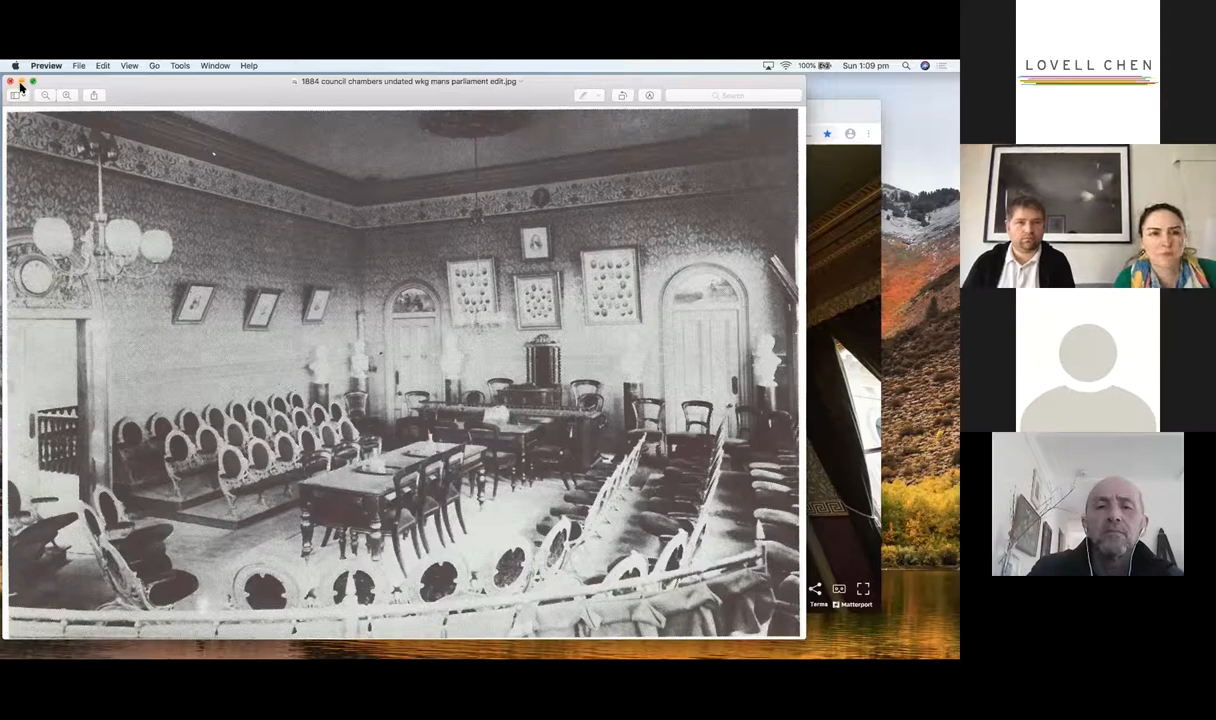 Preview File Edit View Go Tools Window Help
100% Sun 1:09 pm
1884 council chambers undated wkg mans parliament edit.jpg
Search
Terms Matterport
LOVELL CHEN